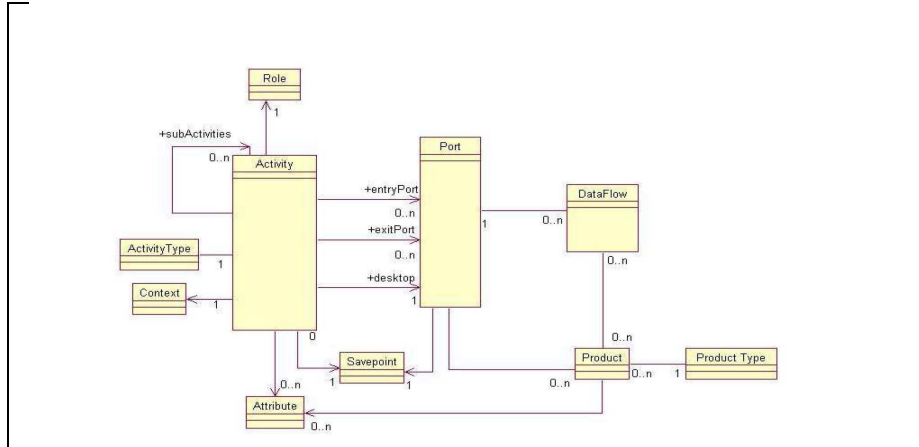 Role
1
+subActivities
0..n
Activity
Port
+entryPort
0..n
DataFlow
+exitPort
1
0..n
0..n
ActivityType
1
0..n
+desktop
Context
1
1
0
0..n
Savepoint
1
1
Product
0..n
0..n
1
Product Type
0..n
Attribute
0..n